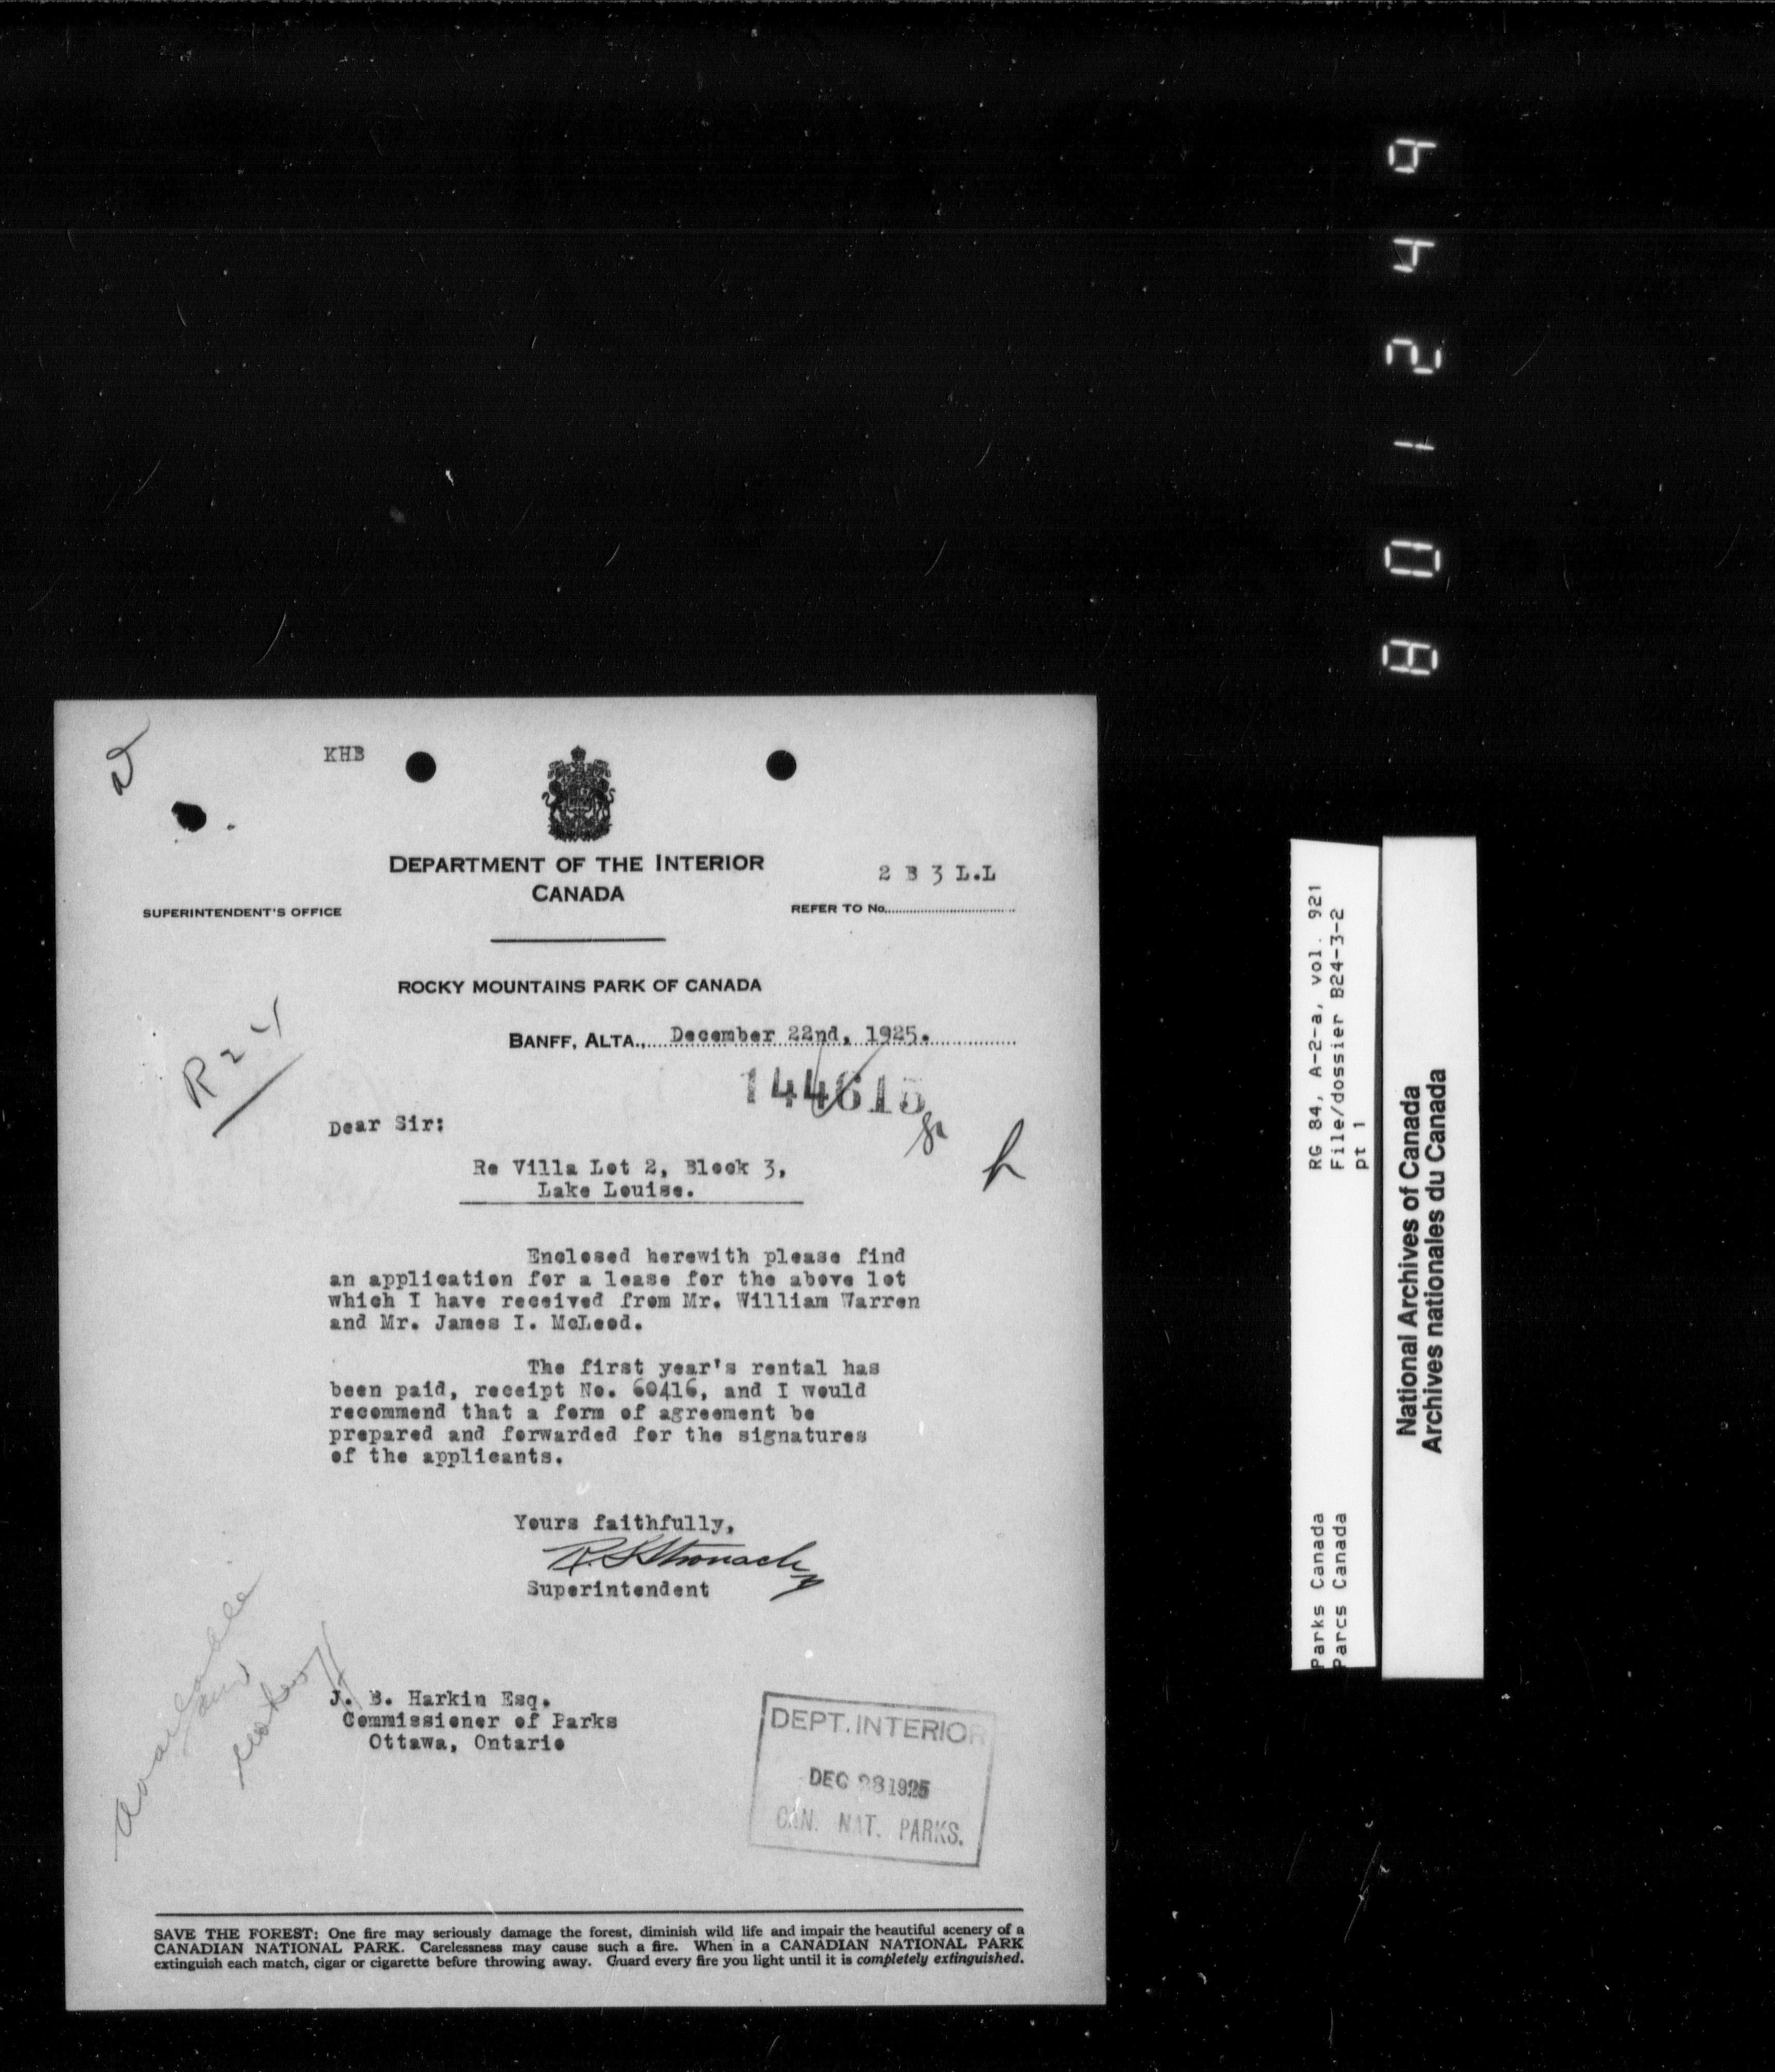 KHB
DEPARTMENT OF THE INTERIOR
CANADA
2 B 3 L.L
SUPERINTENDENT'S OFFICE
REFER TO No.
ROCKY MOUNTAINS PARK OF CANADA
R 24
BANFF, ALTA., December 22nd, 1925.
144615
Dear Sir:
Re Villa Lot 2, Block 3,
Lake Louise.
Enclosed herewith please find
an application for a lease for the above lot
which I have received from Mr. William Warren
and Mr. James I. McLeod.
The first year's rental has
been paid, receipt No. 60416, and I would
recommend that a form of agreement be
prepared and forwarded for the signatures
of the applicants.
Yours faithfully,
R.S. Stronach
Superintendent
J. B. Harkin Esq.
Commissioner of Parks
Ottawa, Ontario
DEPT. INTERIOR
DEC 28 1925
CAN. NAT. PARKS.
SAVE THE FOREST: One fire may seriously damage the forest, diminish wild life and impair the beautiful scenery of a
CANADIAN NATIONAL PARK. Carelessness may cause such a fire. When in a CANADIAN NATIONAL PARK
extinguish each match, cigar or cigarette before throwing away. Guard every fire you light until it is completely extinguished.
801249
Parks Canada RG 84, A-2-a, vol. 921
Parcs Canada File/dossier B24-3-2
pt 1
National Archives of Canada
Archives nationales du Canada